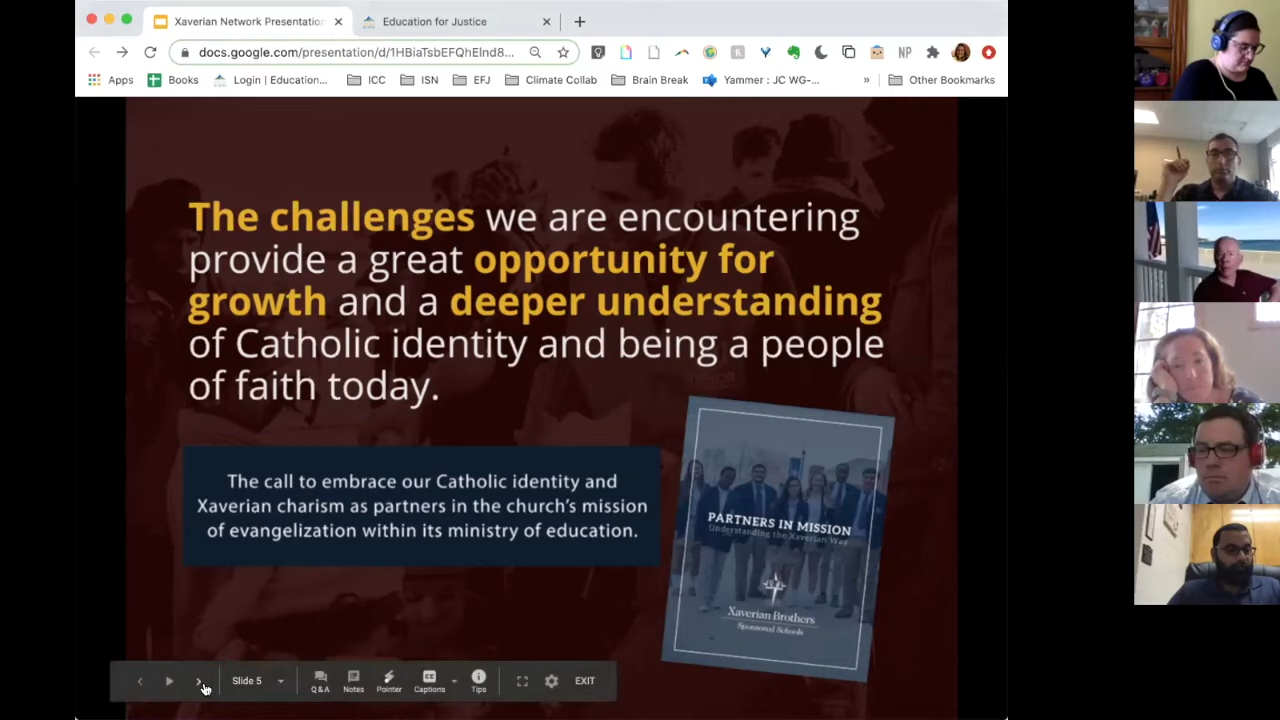 Xaverian Network Presentation
Education for Justice
docs.google.com/presentation/d/1HBiaTsbEFQhElnd8...
NP
Apps
Books
Login | Education...
ICC
ISN
EFJ
Climate Collab
Brain Break
Yammer : JC WG-...
»
Other Bookmarks
The challenges we are encountering
provide a great opportunity for
growth and a deeper understanding
of Catholic identity and being a people
of faith today.
The call to embrace our Catholic identity and
Xaverian charism as partners in the church's mission
of evangelization within its ministry of education.
PARTNERS IN MISSION
Understanding the Xaverian Way
Xaverian Brothers
Sponsored Schools
Slide 5
Q&A
Notes
Pointer
Captions
Tips
EXIT